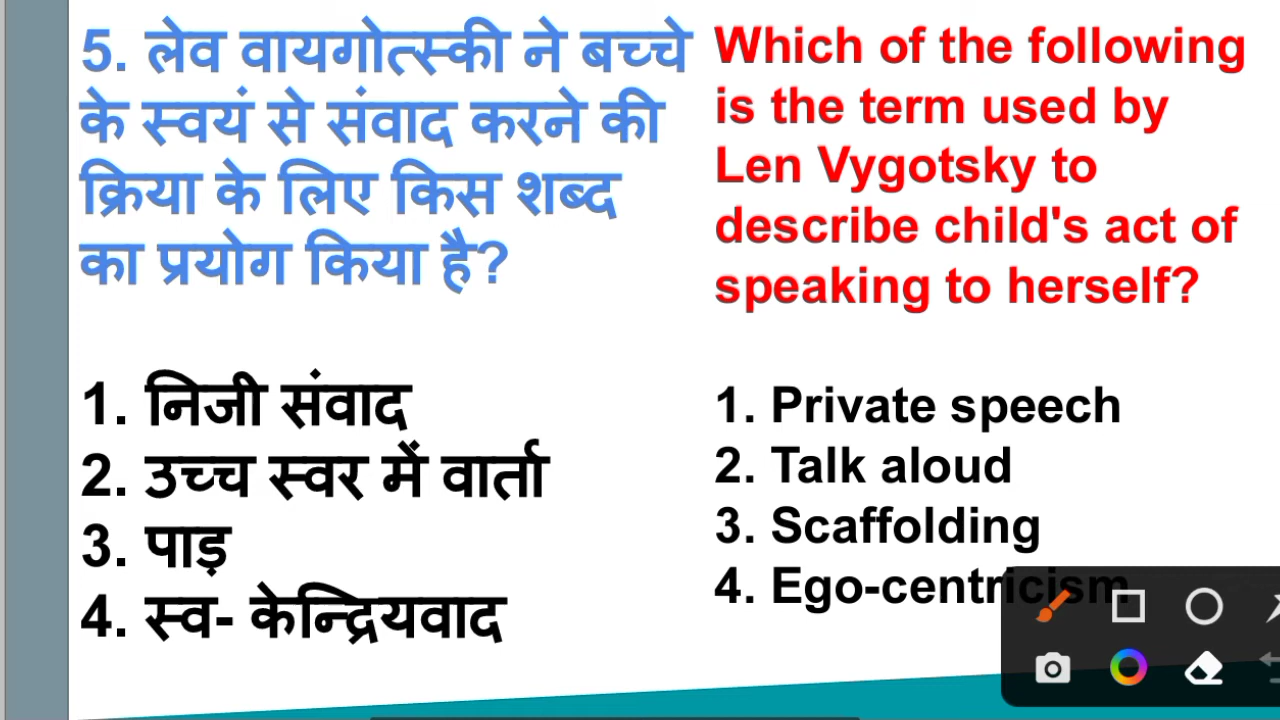 5. लेव वायगोत्स्की ने बच्चे
के स्वयं से संवाद करने की
क्रिया के लिए किस शब्द
का प्रयोग किया है?
1. निजी संवाद
2. उच्च स्वर में वार्ता
3. पाड़
4. स्व- केन्द्रियवाद
Which of the following
is the term used by
Len Vygotsky to
describe child's act of
speaking to herself?
1. Private speech
2. Talk aloud
3. Scaffolding
4. Ego-centricism